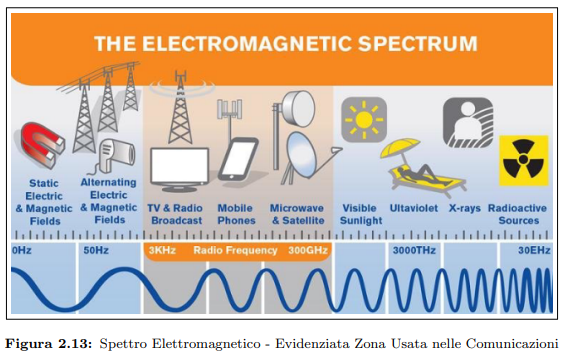 THE ELECTROMAGNETIC SPECTRUM
Static
Electric
& Magnetic
Fields
Alternating
Electric
& Magnetic
Fields
TV & Radio
Broadcast
Mobile
Phones
Microwave
& Satellite
Visible
Sunlight
Ultaviolet
X-rays
Radioactive
Sources
0Hz
50Hz
3KHz
Radio Frequency
300GHz
3000THz
30EHz
Figura 2.13: Spettro Elettromagnetico - Evidenziata Zona Usata nelle Comunicazioni